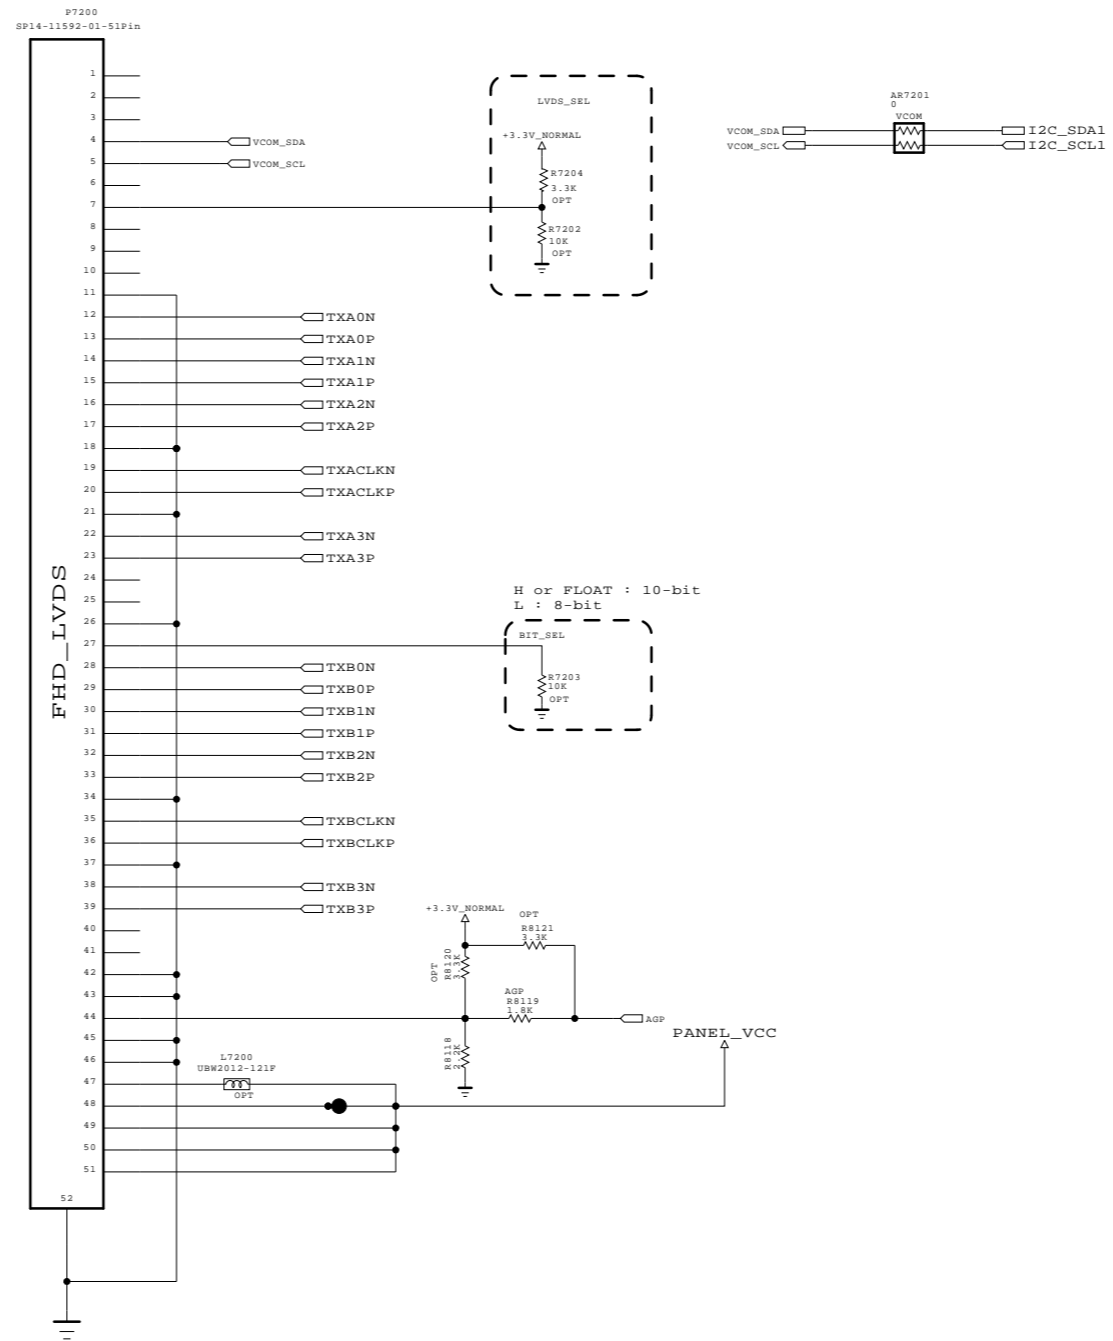 P7200
SP14-11592-01-51Pin
FHD_LVDS
1
2
3
4
VCOM_SDA
5
VCOM_SCL
6
7
8
9
10
11
12
TXA0N
13
TXA0P
14
TXA1N
15
TXA1P
16
TXA2N
17
TXA2P
18
19
TXACLKN
20
TXACLKP
21
22
TXA3N
23
TXA3P
24
25
26
27
28
TXB0N
29
TXB0P
30
TXB1N
31
TXB1P
32
TXB2N
33
TXB2P
34
35
TXBCLKN
36
TXBCLKP
37
38
TXB3N
39
TXB3P
40
41
42
43
44
45
46
47
48
49
50
51
52
LVDS_SEL
+3.3V_NORMAL
R7204
3.3K
OPT
R7202
10K
OPT
AR7201
0
VCOM
VCOM_SDA
I2C_SDA1
VCOM_SCL
I2C_SCL1
H or FLOAT : 10-bit
L : 8-bit
BIT_SEL
R7203
10K
OPT
+3.3V_NORMAL
OPT
R8121
3.3K
OPT
R8120
3.3K
AGP
R8119
1.8K
AGP
R8118
2.2K
PANEL_VCC
L7200
UBW2012-121F
OPT